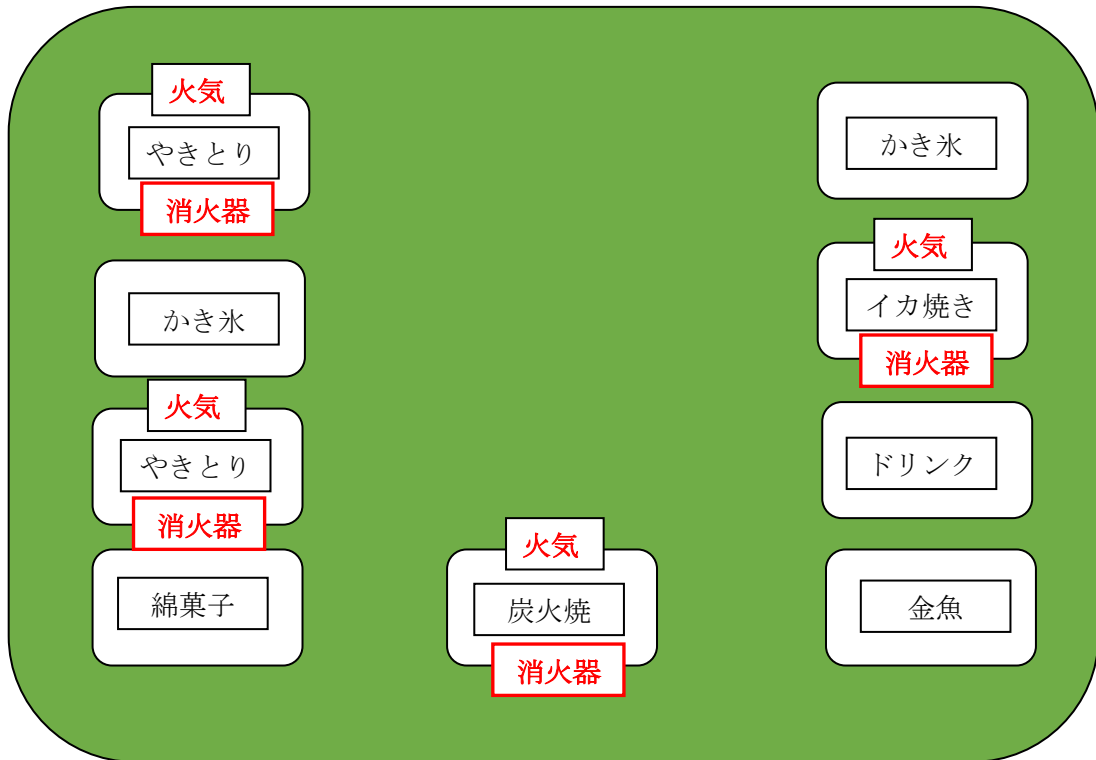 火気
やきとり
消火器
かき氷
火気
やきとり
消火器
綿菓子
火気
炭火焼
消火器
かき氷
火気
イカ焼き
消火器
ドリンク
金魚